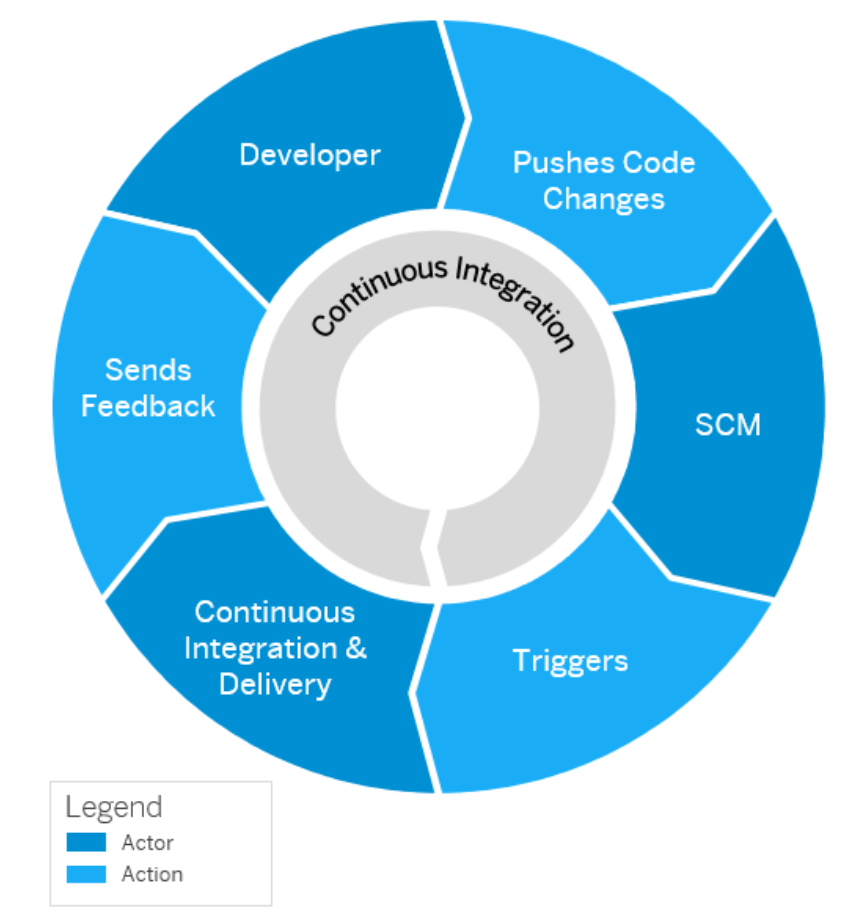 Developer
Pushes Code
Changes
Continuous Integration
SCM
Sends
Feedback
Continuous
Integration &
Delivery
Triggers
Legend
Actor
Action